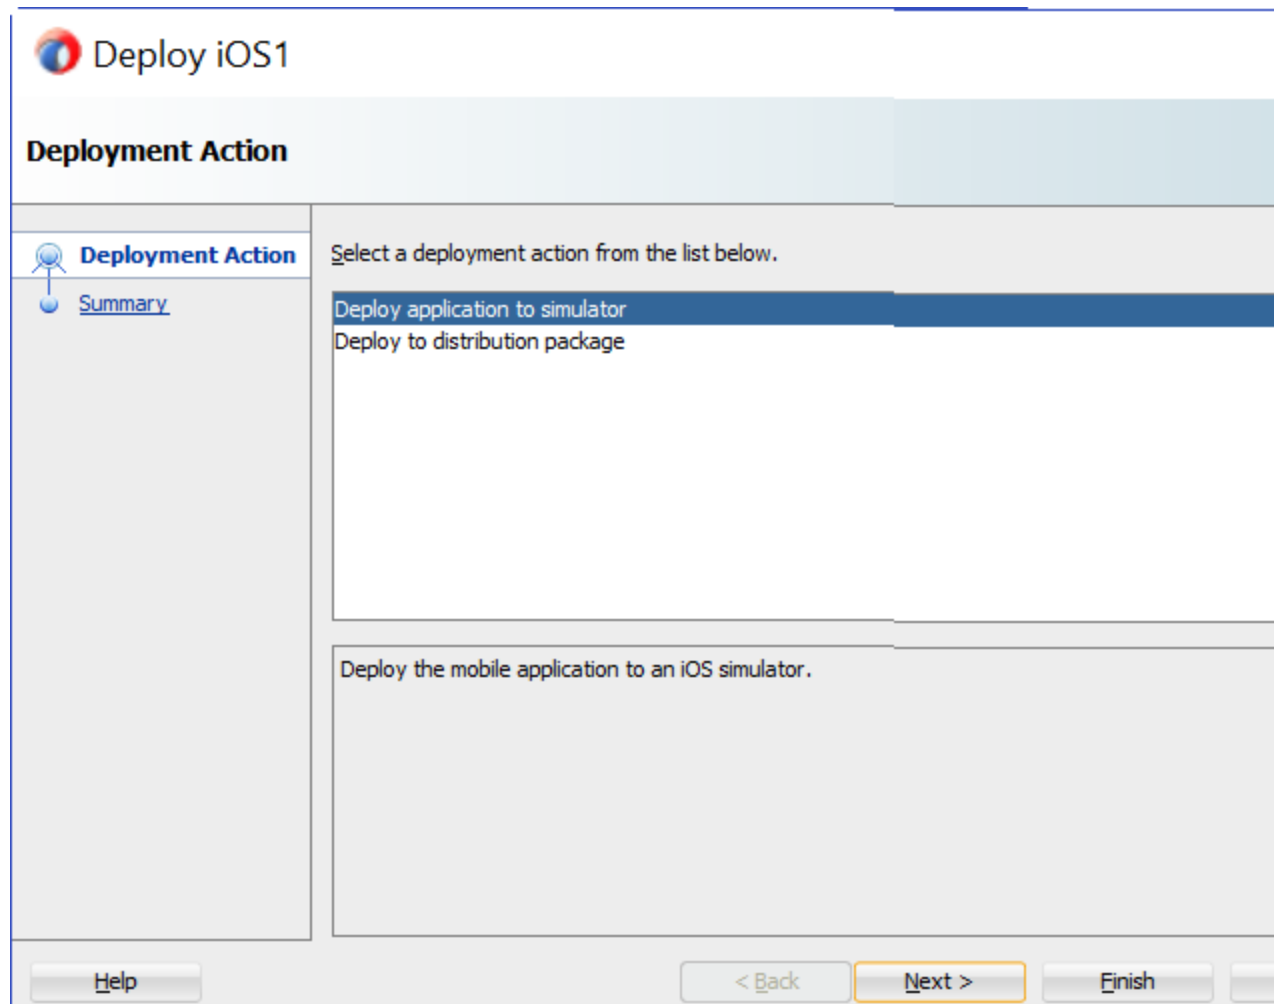 Deploy iOS1
Deployment Action
Deployment Action
Summary
Select a deployment action from the list below.
Deploy application to simulator
Deploy to distribution package
Deploy the mobile application to an iOS simulator.
Help
< Back
Next >
Finish